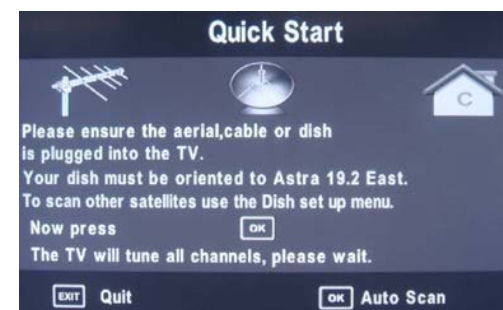 Quick Start
C
Please ensure the aerial,cable or dish
is plugged into the TV.
Your dish must be oriented to Astra 19.2 East.
To scan other satellites use the Dish set up menu.
Now press OK
The TV will tune all channels, please wait.
EXIT Quit OK Auto Scan